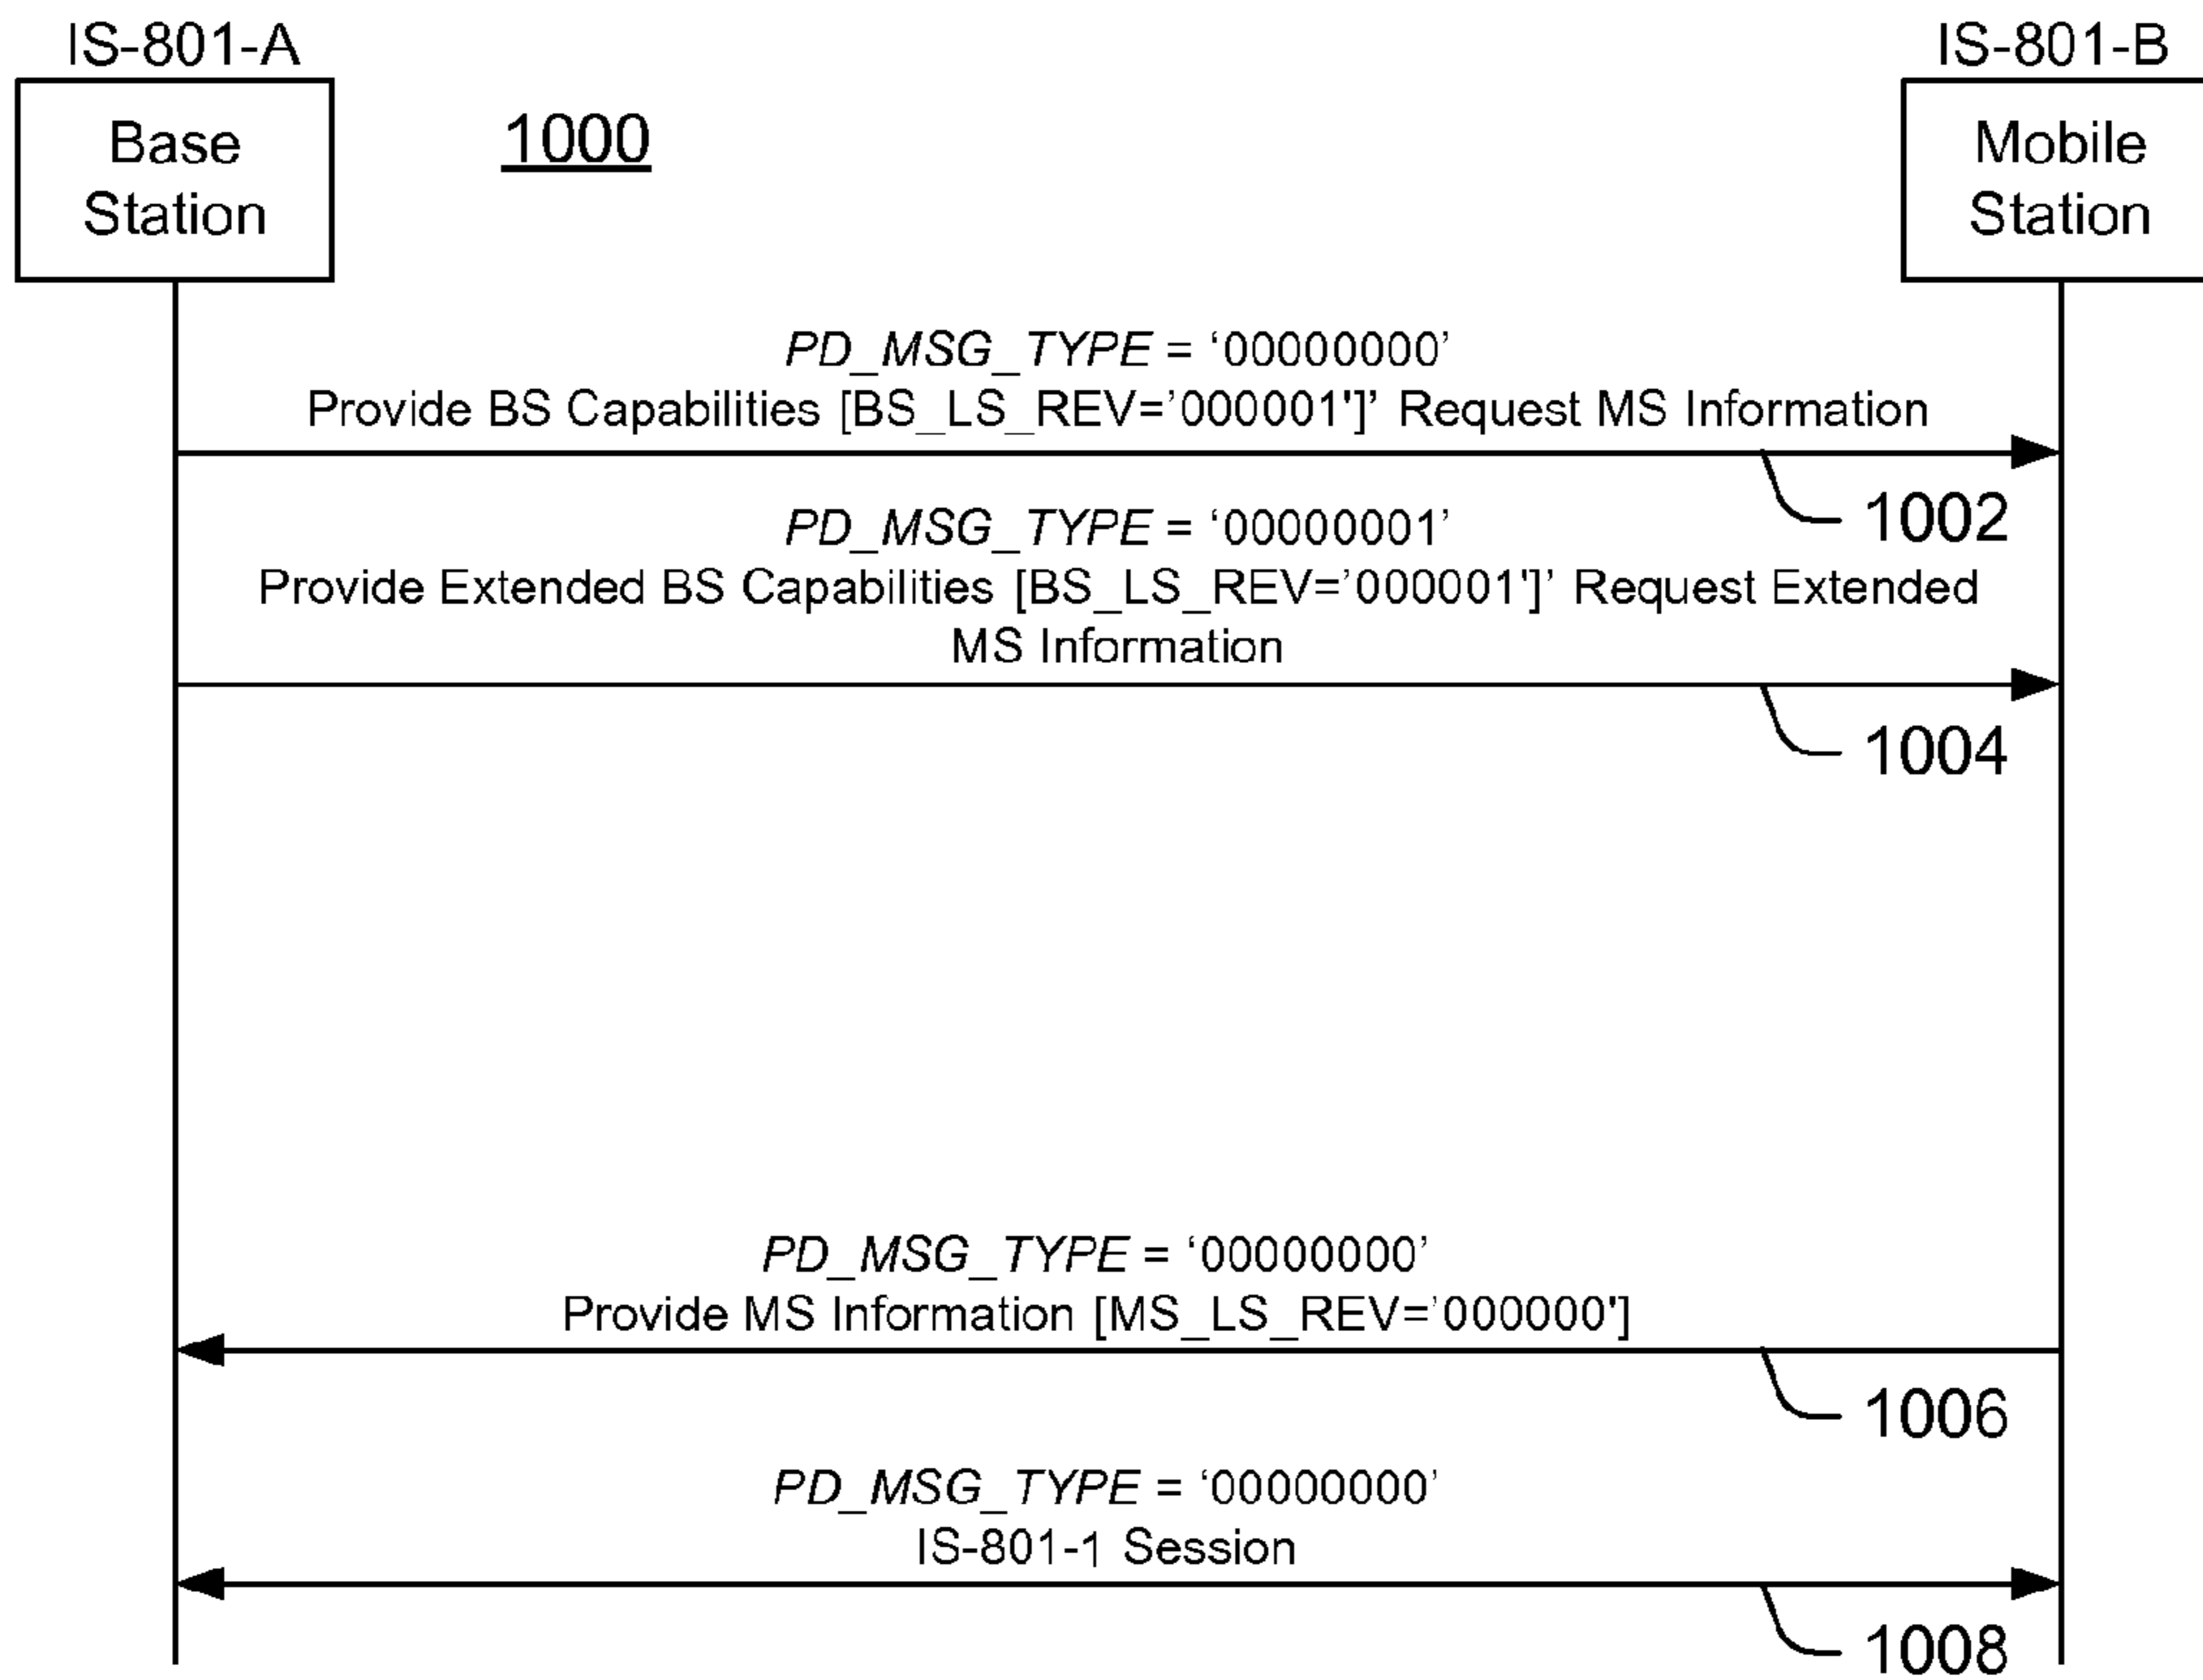 IS-801-A
IS-801-B
Base
Station
1000
Mobile
Station
PD_MSG_TYPE = ‘00000000’
Provide BS Capabilities [BS_LS_REV=’000001']’ Request MS Information
1002
PD_MSG_TYPE = ‘00000001’
Provide Extended BS Capabilities [BS_LS_REV=’000001']’ Request Extended
MS Information
1004
PD_MSG_TYPE = ‘00000000’
Provide MS Information [MS_LS_REV=’000000']
1006
PD_MSG_TYPE = ‘00000000’
IS-801-1 Session
1008